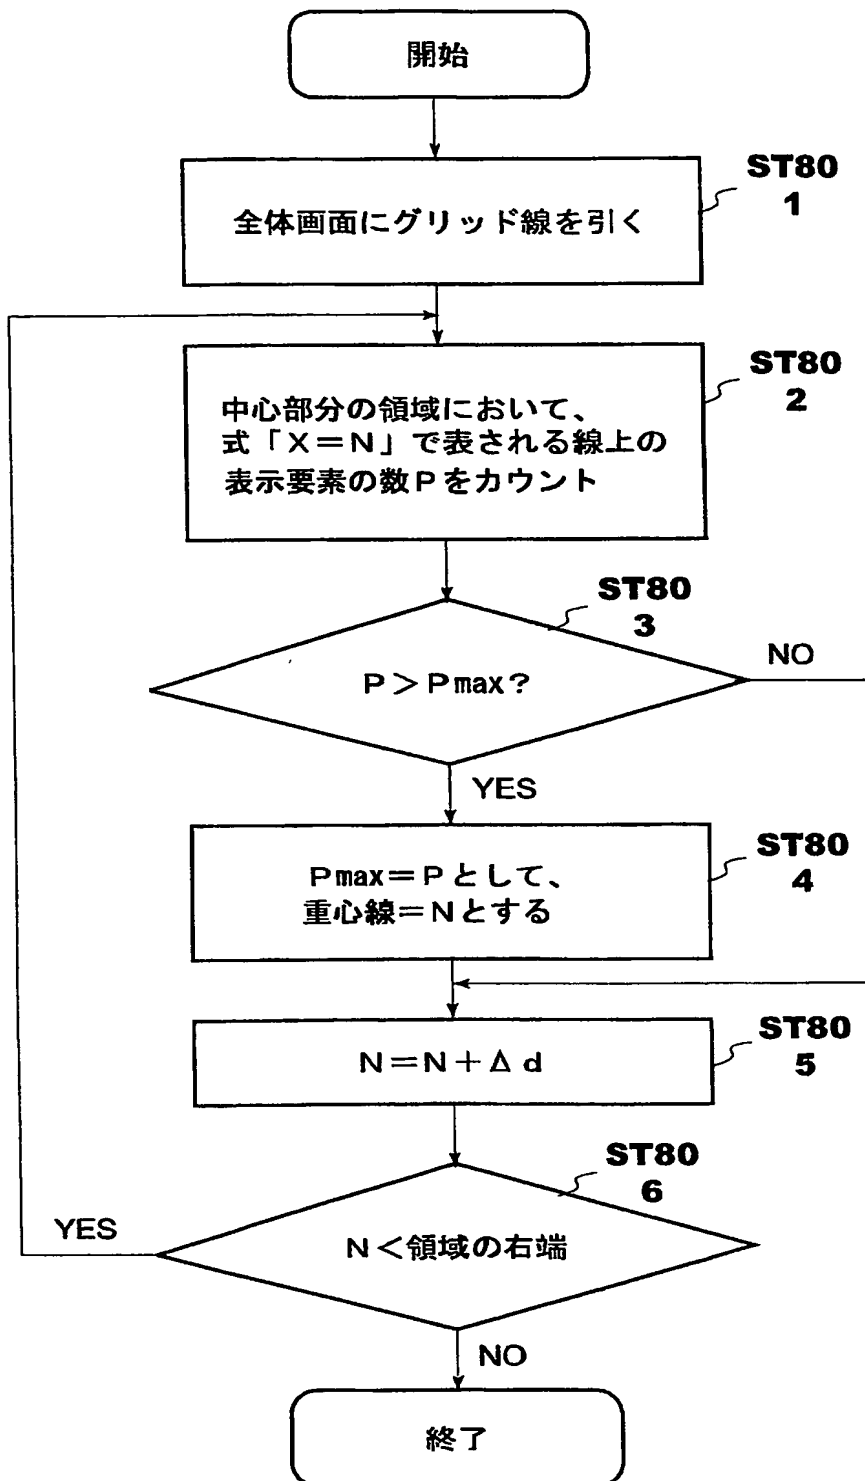 開始
ST80
1
全体画面にグリッド線を引く
ST80
2
中心部分の領域において、
式「X=N」で表される線上の
表示要素の数Pをカウント
ST80
3
P>Pmax?
NO
YES
ST80
4
Pmax=Pとして、
重心線=Nとする
ST80
5
N=N+Δd
ST80
6
YES
N<領域の右端
NO
終了